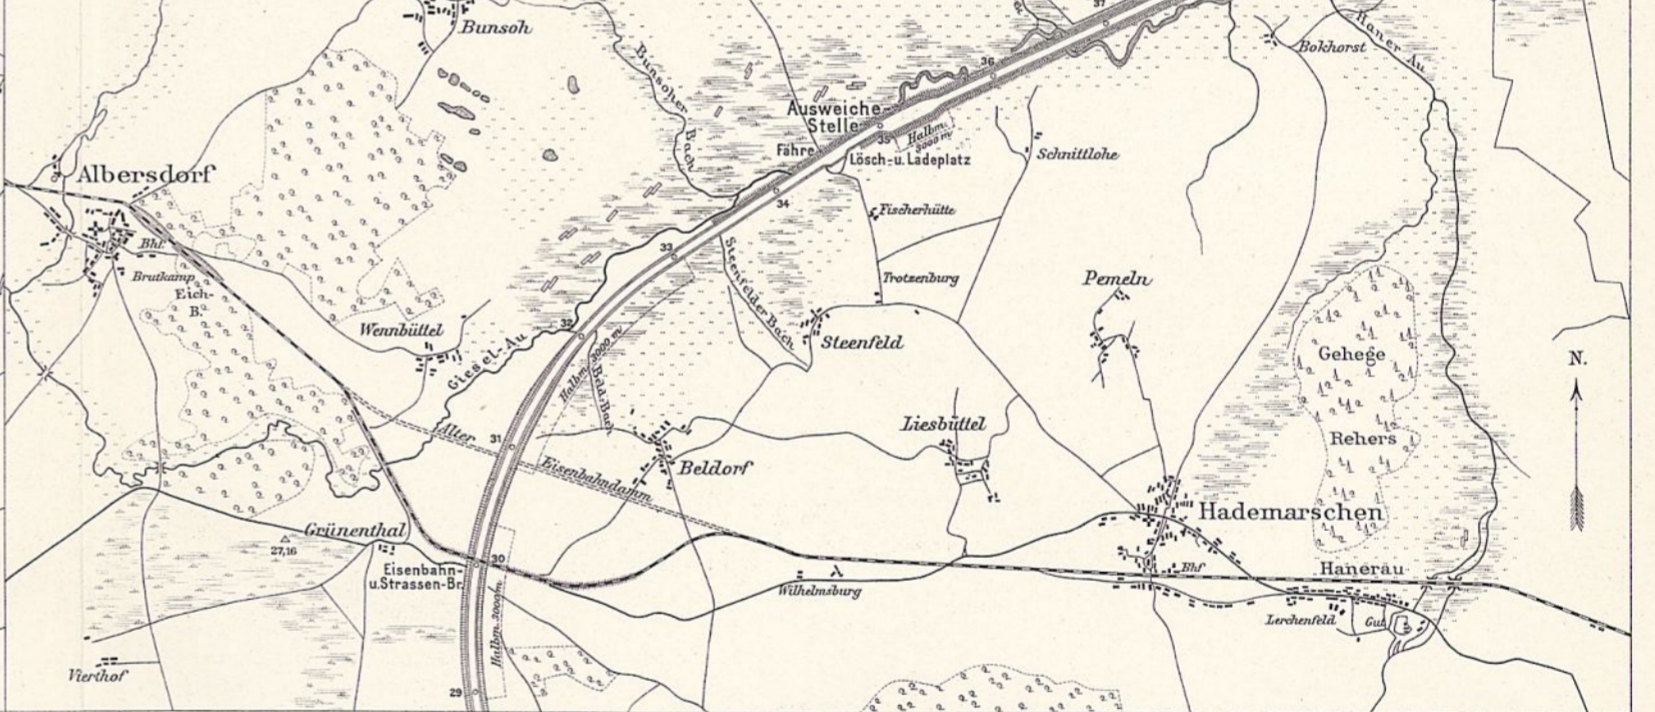 37
Bunsoh
Haner Au
Bokhorst
Bunsoher Bach
36
Ausweiche-
Stelle
35
Halbm.
3000 m
Fähre
Lösch- u. Ladeplatz
Schnittlohe
Albersdorf
34
Fischerhütte
Bhf.
33
Steenfelder Bach
Brutkamp
Eich-
B.
Trotzenburg
Pemeln
Wennbüttel
32
Giesel-Au
Halbm. 3000 m
Beld. Bach
Steenfeld
Gehege
N.
Liesbüttel
Rehers
Alter
31
Eisenbahndamm
Beldorf
Hademarschen
Grünenthal
27,16
30
Eisenbahn-
u. Strassen-Br.
Wilhelmsburg
Bhf
Hanerau
Lerchenfeld
Gut
Halbm. 3000 m
Vierthof
29